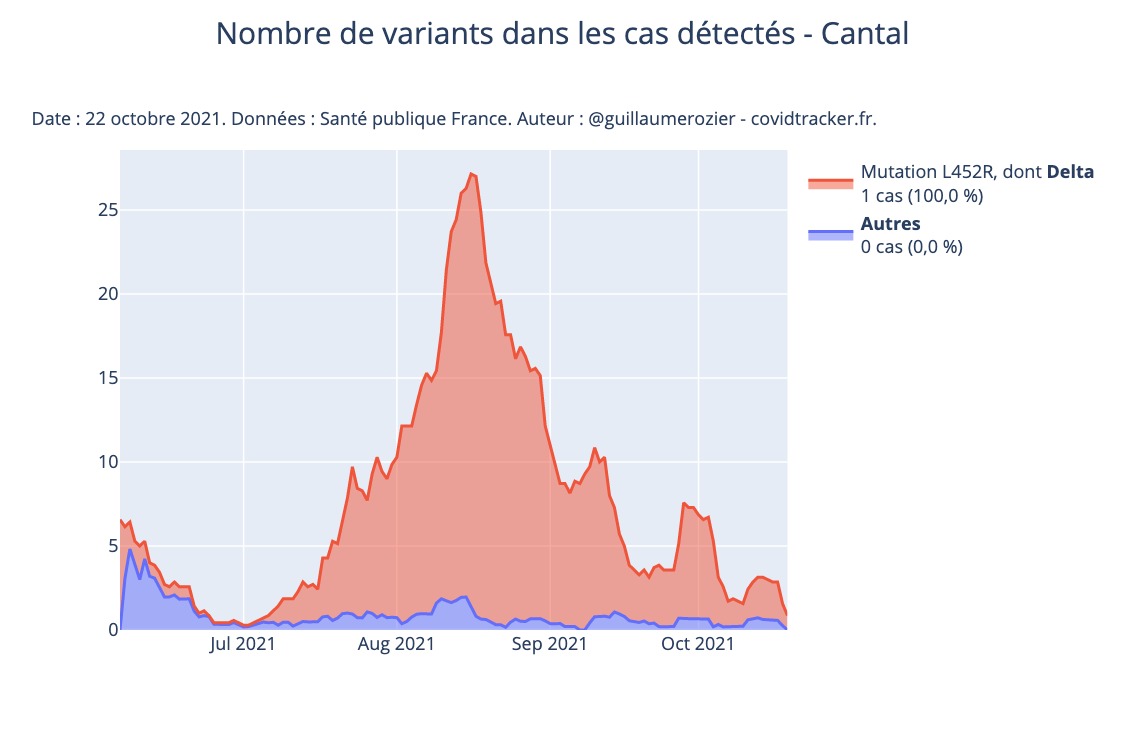 Nombre de variants dans les cas détectés - Cantal
Date : 22 octobre 2021. Données : Santé publique France. Auteur : @guillaumerozier - covidtracker.fr.
Mutation L452R, dont Delta
1 cas (100,0 %)
Autres
0 cas (0,0 %)
25
20
15
10
5
0
Jul 2021
Aug 2021
Sep 2021
Oct 2021